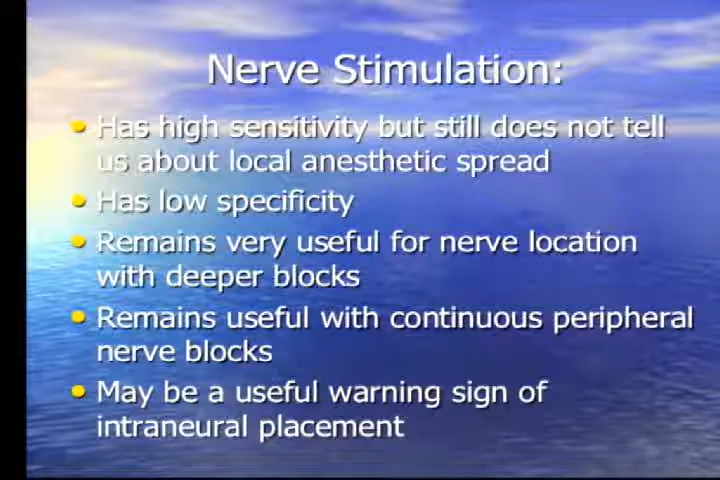 Nerve Stimulation:
• Has high sensitivity but still does not tell
us about local anesthetic spread
• Has low specificity
• Remains very useful for nerve location
with deeper blocks
• Remains useful with continuous peripheral
nerve blocks
• May be a useful warning sign of
intraneural placement